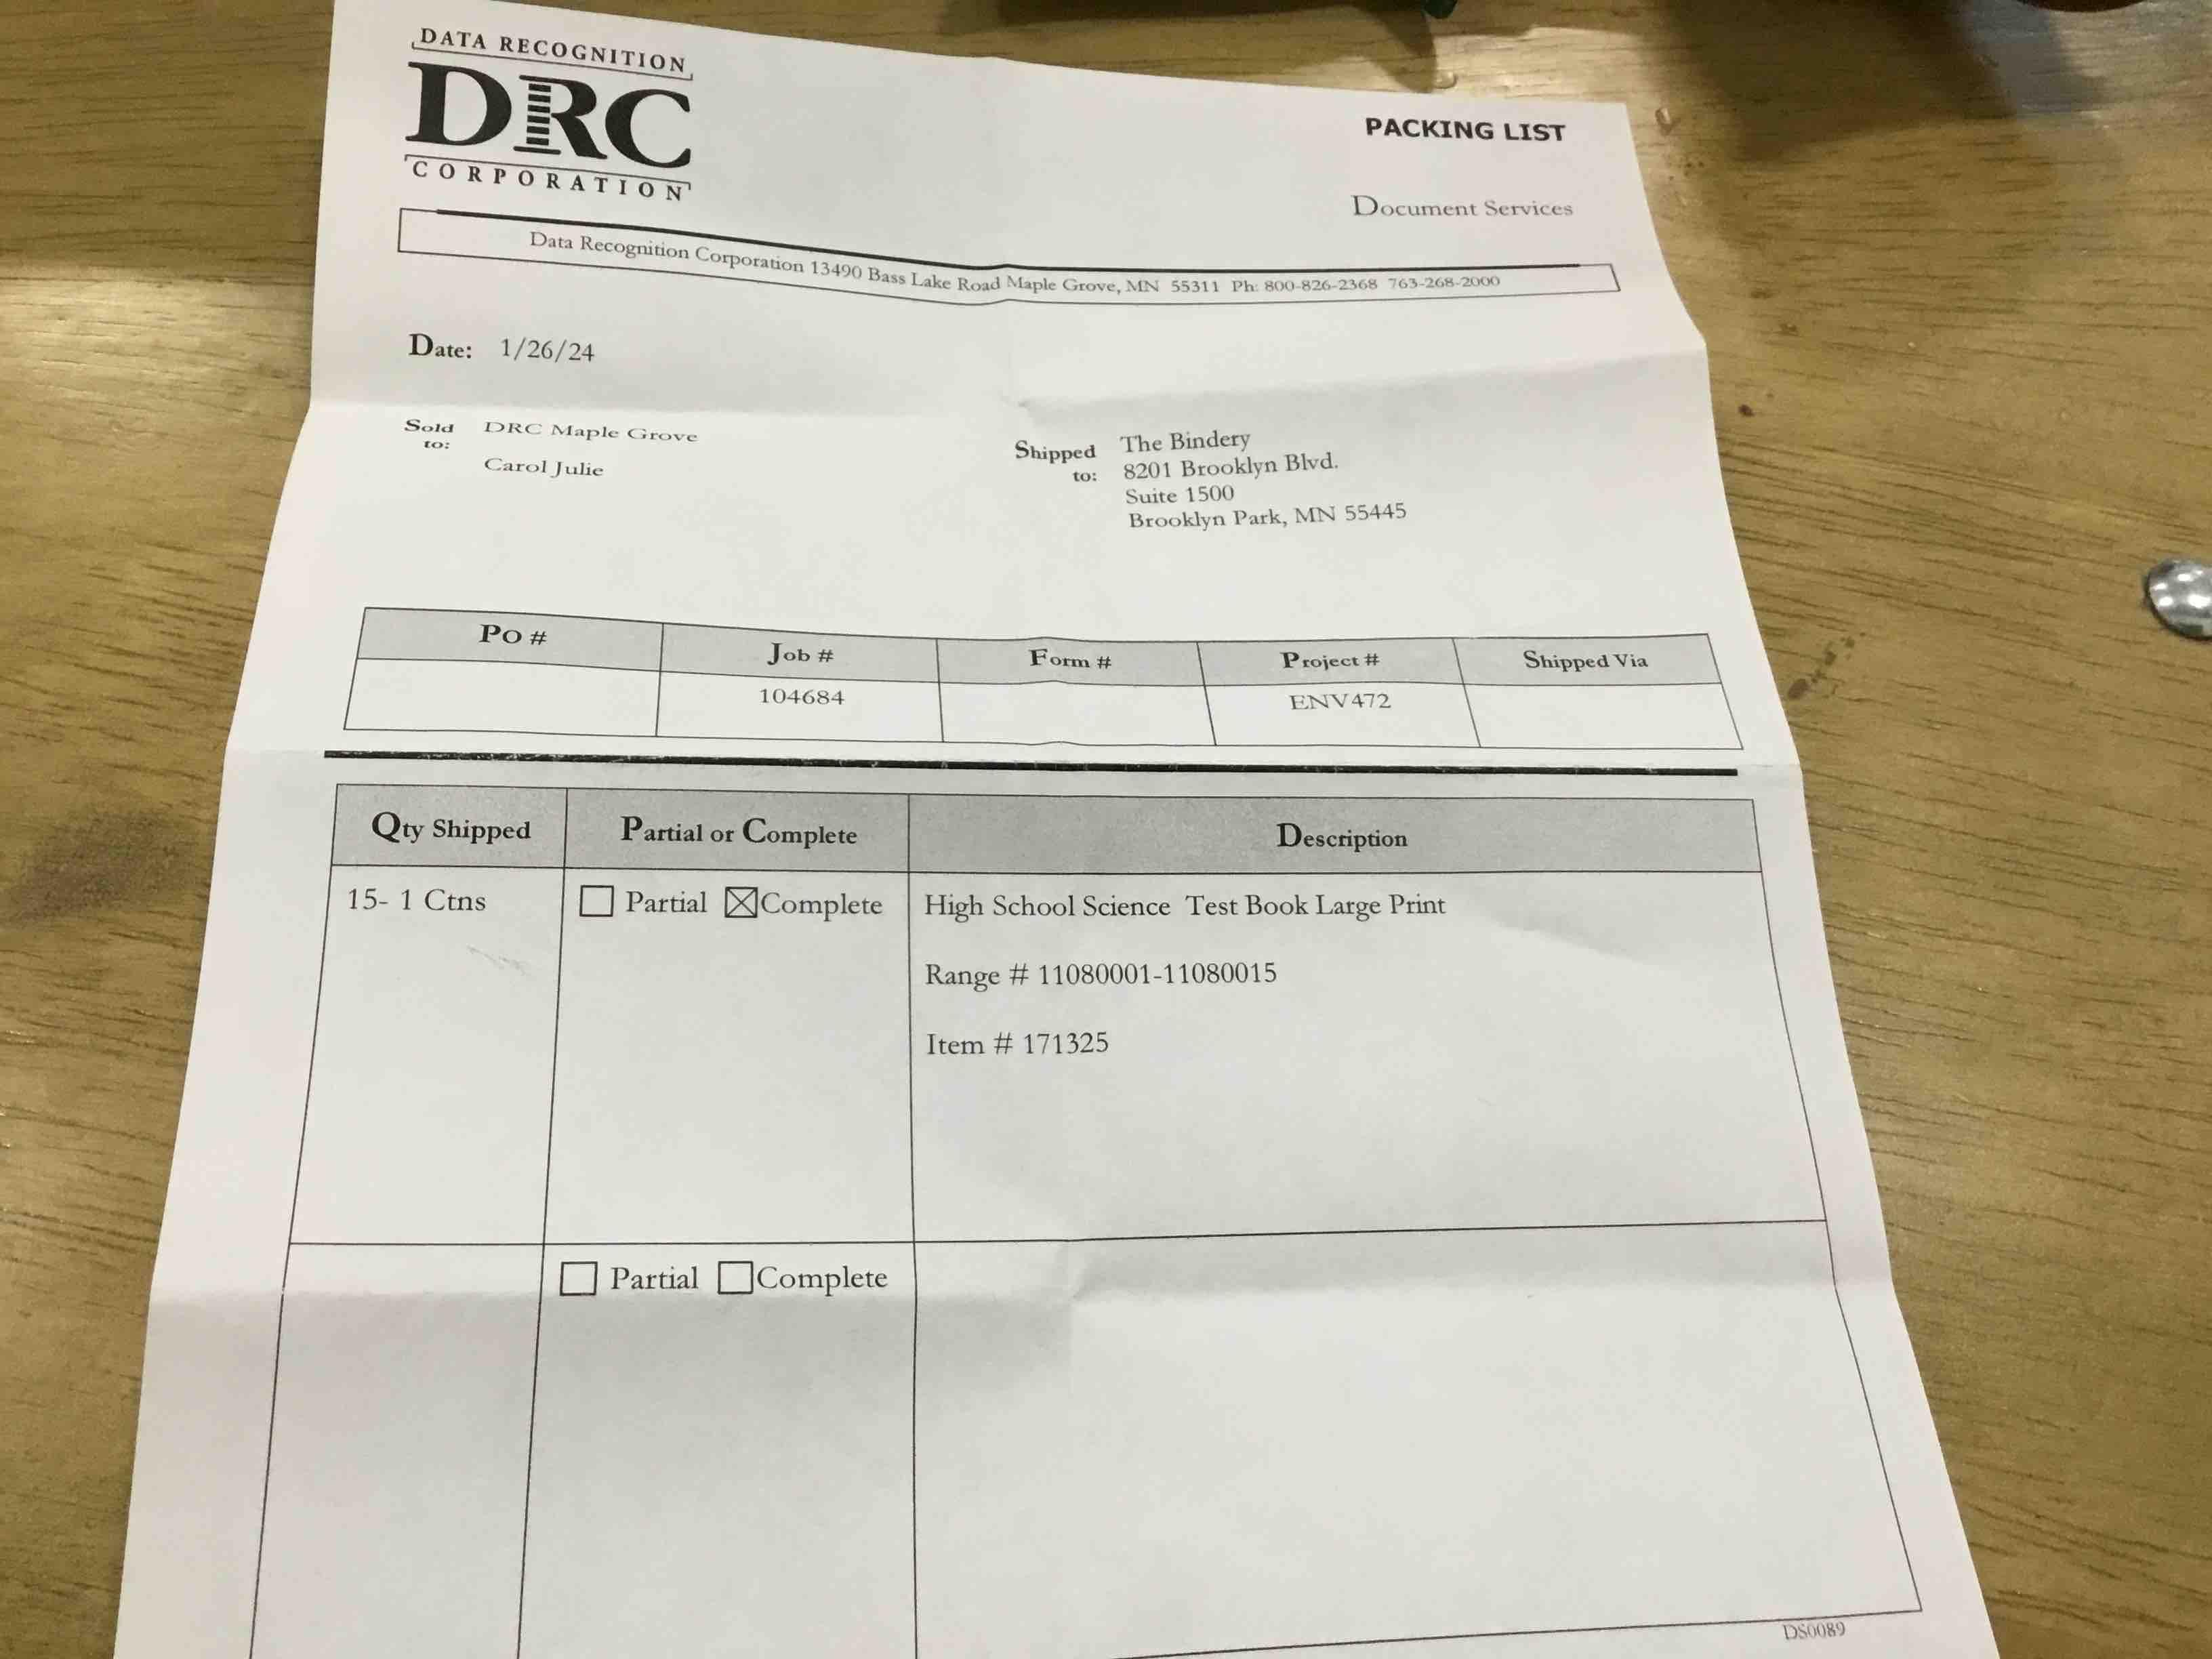 DATA RECOGNITION
DRC
CORPORATION
PACKING LIST
Document Services
Data Recognition Corporation 13490 Bass Lake Road Maple Grove, MN 55311 Ph: 800-826-2368 763-268-2000
Date: 1/26/24
Sold to: DRC Maple Grove
Carol Julie
Shipped to: The Bindery
8201 Brooklyn Blvd.
Suite 1500
Brooklyn Park, MN 55445
PO # Job # Form # Project # Shipped Via
104684 ENV472
Qty Shipped Partial or Complete Description
15- 1 Ctns ☐ Partial ☒Complete High School Science Test Book Large Print
Range # 11080001-11080015
Item # 171325
☐ Partial ☐Complete
DS0089